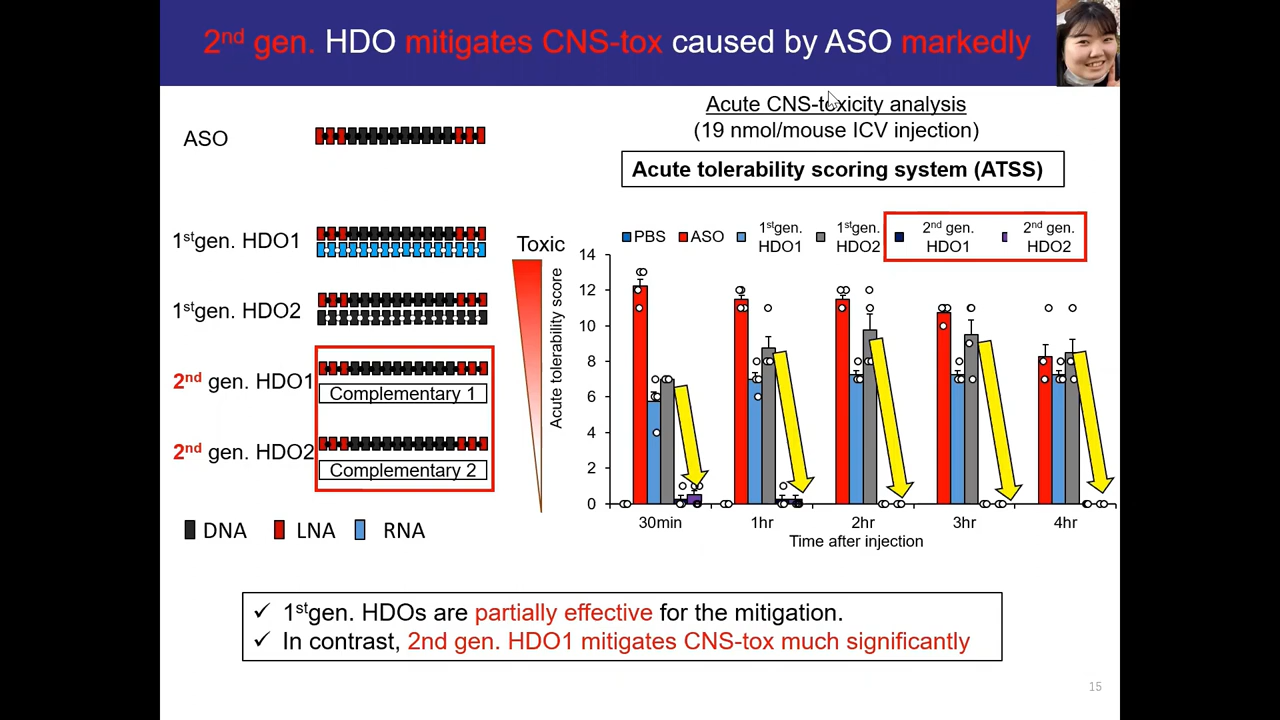 2nd gen. HDO mitigates CNS-tox caused by ASO markedly
Acute CNS-toxicity analysis
(19 nmol/mouse ICV injection)
Acute tolerability scoring system (ATSS)
ASO
1stgen. HDO1
1stgen. HDO2
2nd gen. HDO1
Complementary 1
2nd gen. HDO2
Complementary 2
DNA LNA RNA
Toxic
PBS ASO 1stgen. HDO1 1stgen. HDO2 2nd gen. HDO1 2nd gen. HDO2
Acute tolerability score
14
12
10
8
6
4
2
0
30min 1hr 2hr 3hr 4hr
Time after injection
✓ 1stgen. HDOs are partially effective for the mitigation.
✓ In contrast, 2nd gen. HDO1 mitigates CNS-tox much significantly
15